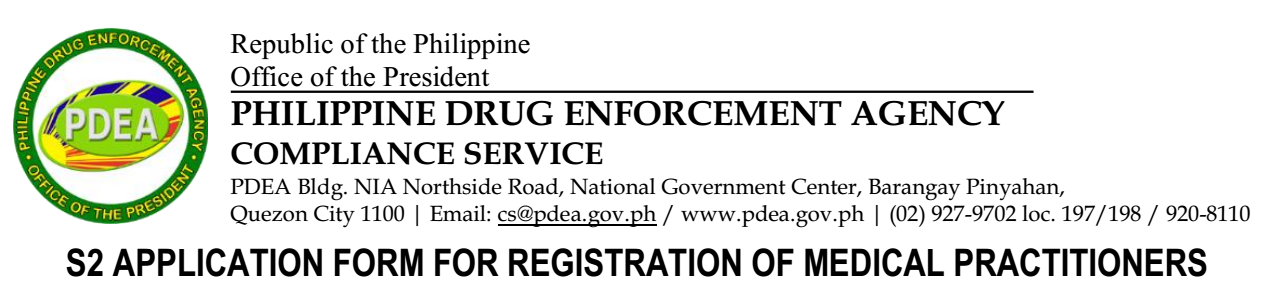 PHILIPPINE DRUG ENFORCEMENT AGENCY
• OFFICE OF THE PRESIDENT •
PDEA
Republic of the Philippine
Office of the President
PHILIPPINE DRUG ENFORCEMENT AGENCY
COMPLIANCE SERVICE
PDEA Bldg. NIA Northside Road, National Government Center, Barangay Pinyahan,
Quezon City 1100 | Email: cs@pdea.gov.ph / www.pdea.gov.ph | (02) 927-9702 loc. 197/198 / 920-8110
S2 APPLICATION FORM FOR REGISTRATION OF MEDICAL PRACTITIONERS